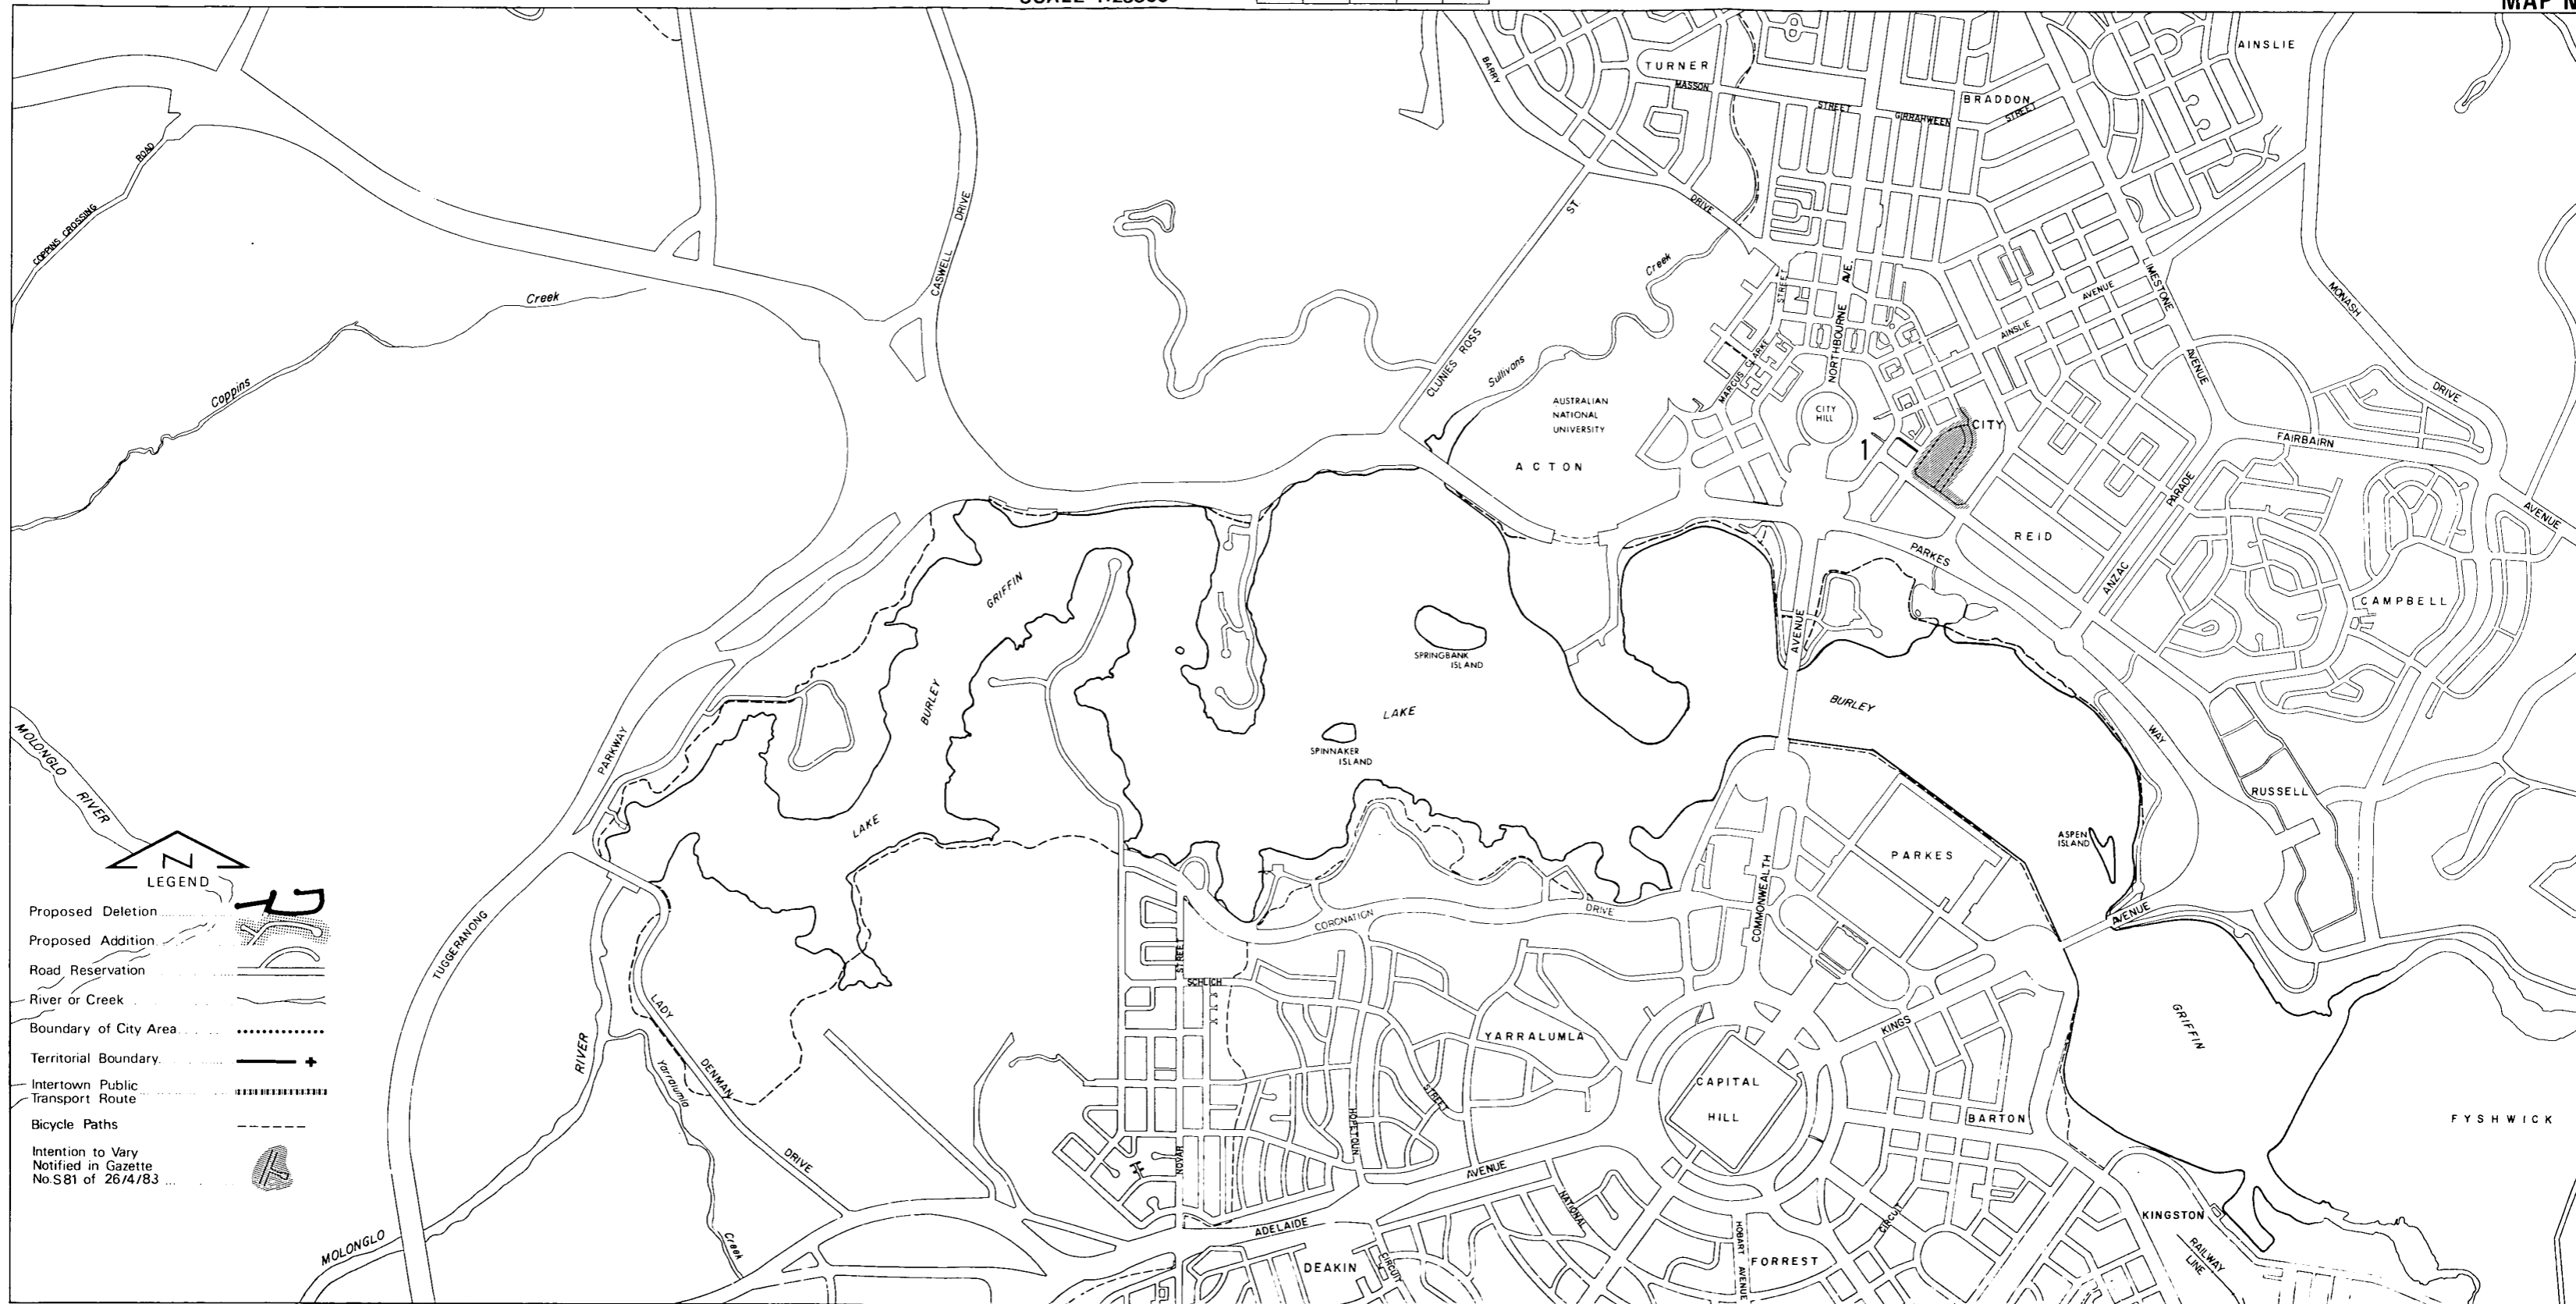 MAP N
AINSLIE
TURNER
BARRY
MASSON
STREET
BRADDON
GIRRAHWEEN
STREET
ROAD
COPPINS CROSSING
CASWELL DRIVE
ST.
DRIVE
Creek
Creek
STREET
AVE.
LIMESTONE
AVENUE
MONASH
NORTHBOURNE
AINSLIE
CLUNIES ROSS
Sullivans
MARCUS CLARKE
AVENUE
Coppins
DRIVE
AUSTRALIAN
NATIONAL
UNIVERSITY
CITY
HILL
CITY
1
FAIRBAIRN
ACTON
PARADE
AVENUE
REID
PARKES
ANZAC
GRIFFIN
CAMPBELL
AVENUE
SPRINGBANK
ISLAND
BURLEY
LAKE
BURLEY
WAY
SPINNAKER
ISLAND
PARKWAY
MOLONGLO
RIVER
RUSSELL
LAKE
ASPEN
ISLAND
PARKES
N
LEGEND
Proposed Deletion
Proposed Addition
Road Reservation
River or Creek
Boundary of City Area
Territorial Boundary
Intertown Public
Transport Route
Bicycle Paths
Intention to Vary
Notified in Gazette
No.S81 of 26/4/83
COMMONWEALTH
CORONATION
DRIVE
AVENUE
TUGGERANONG
STREET
SCHLICH
LADY
DENMAN
DRIVE
GRIFFIN
KINGS
YARRALUMLA
RIVER
Yarralumla
Creek
CAPITAL
HILL
STREET
HOPETOUN
BARTON
FYSHWICK
NOVAR
AVENUE
NATIONAL
CIRCUIT
KINGSTON
ADELAIDE
MOLONGLO
HOBART
AVENUE
FORREST
DEAKIN
CIRCUIT
RAILWAY
LINE